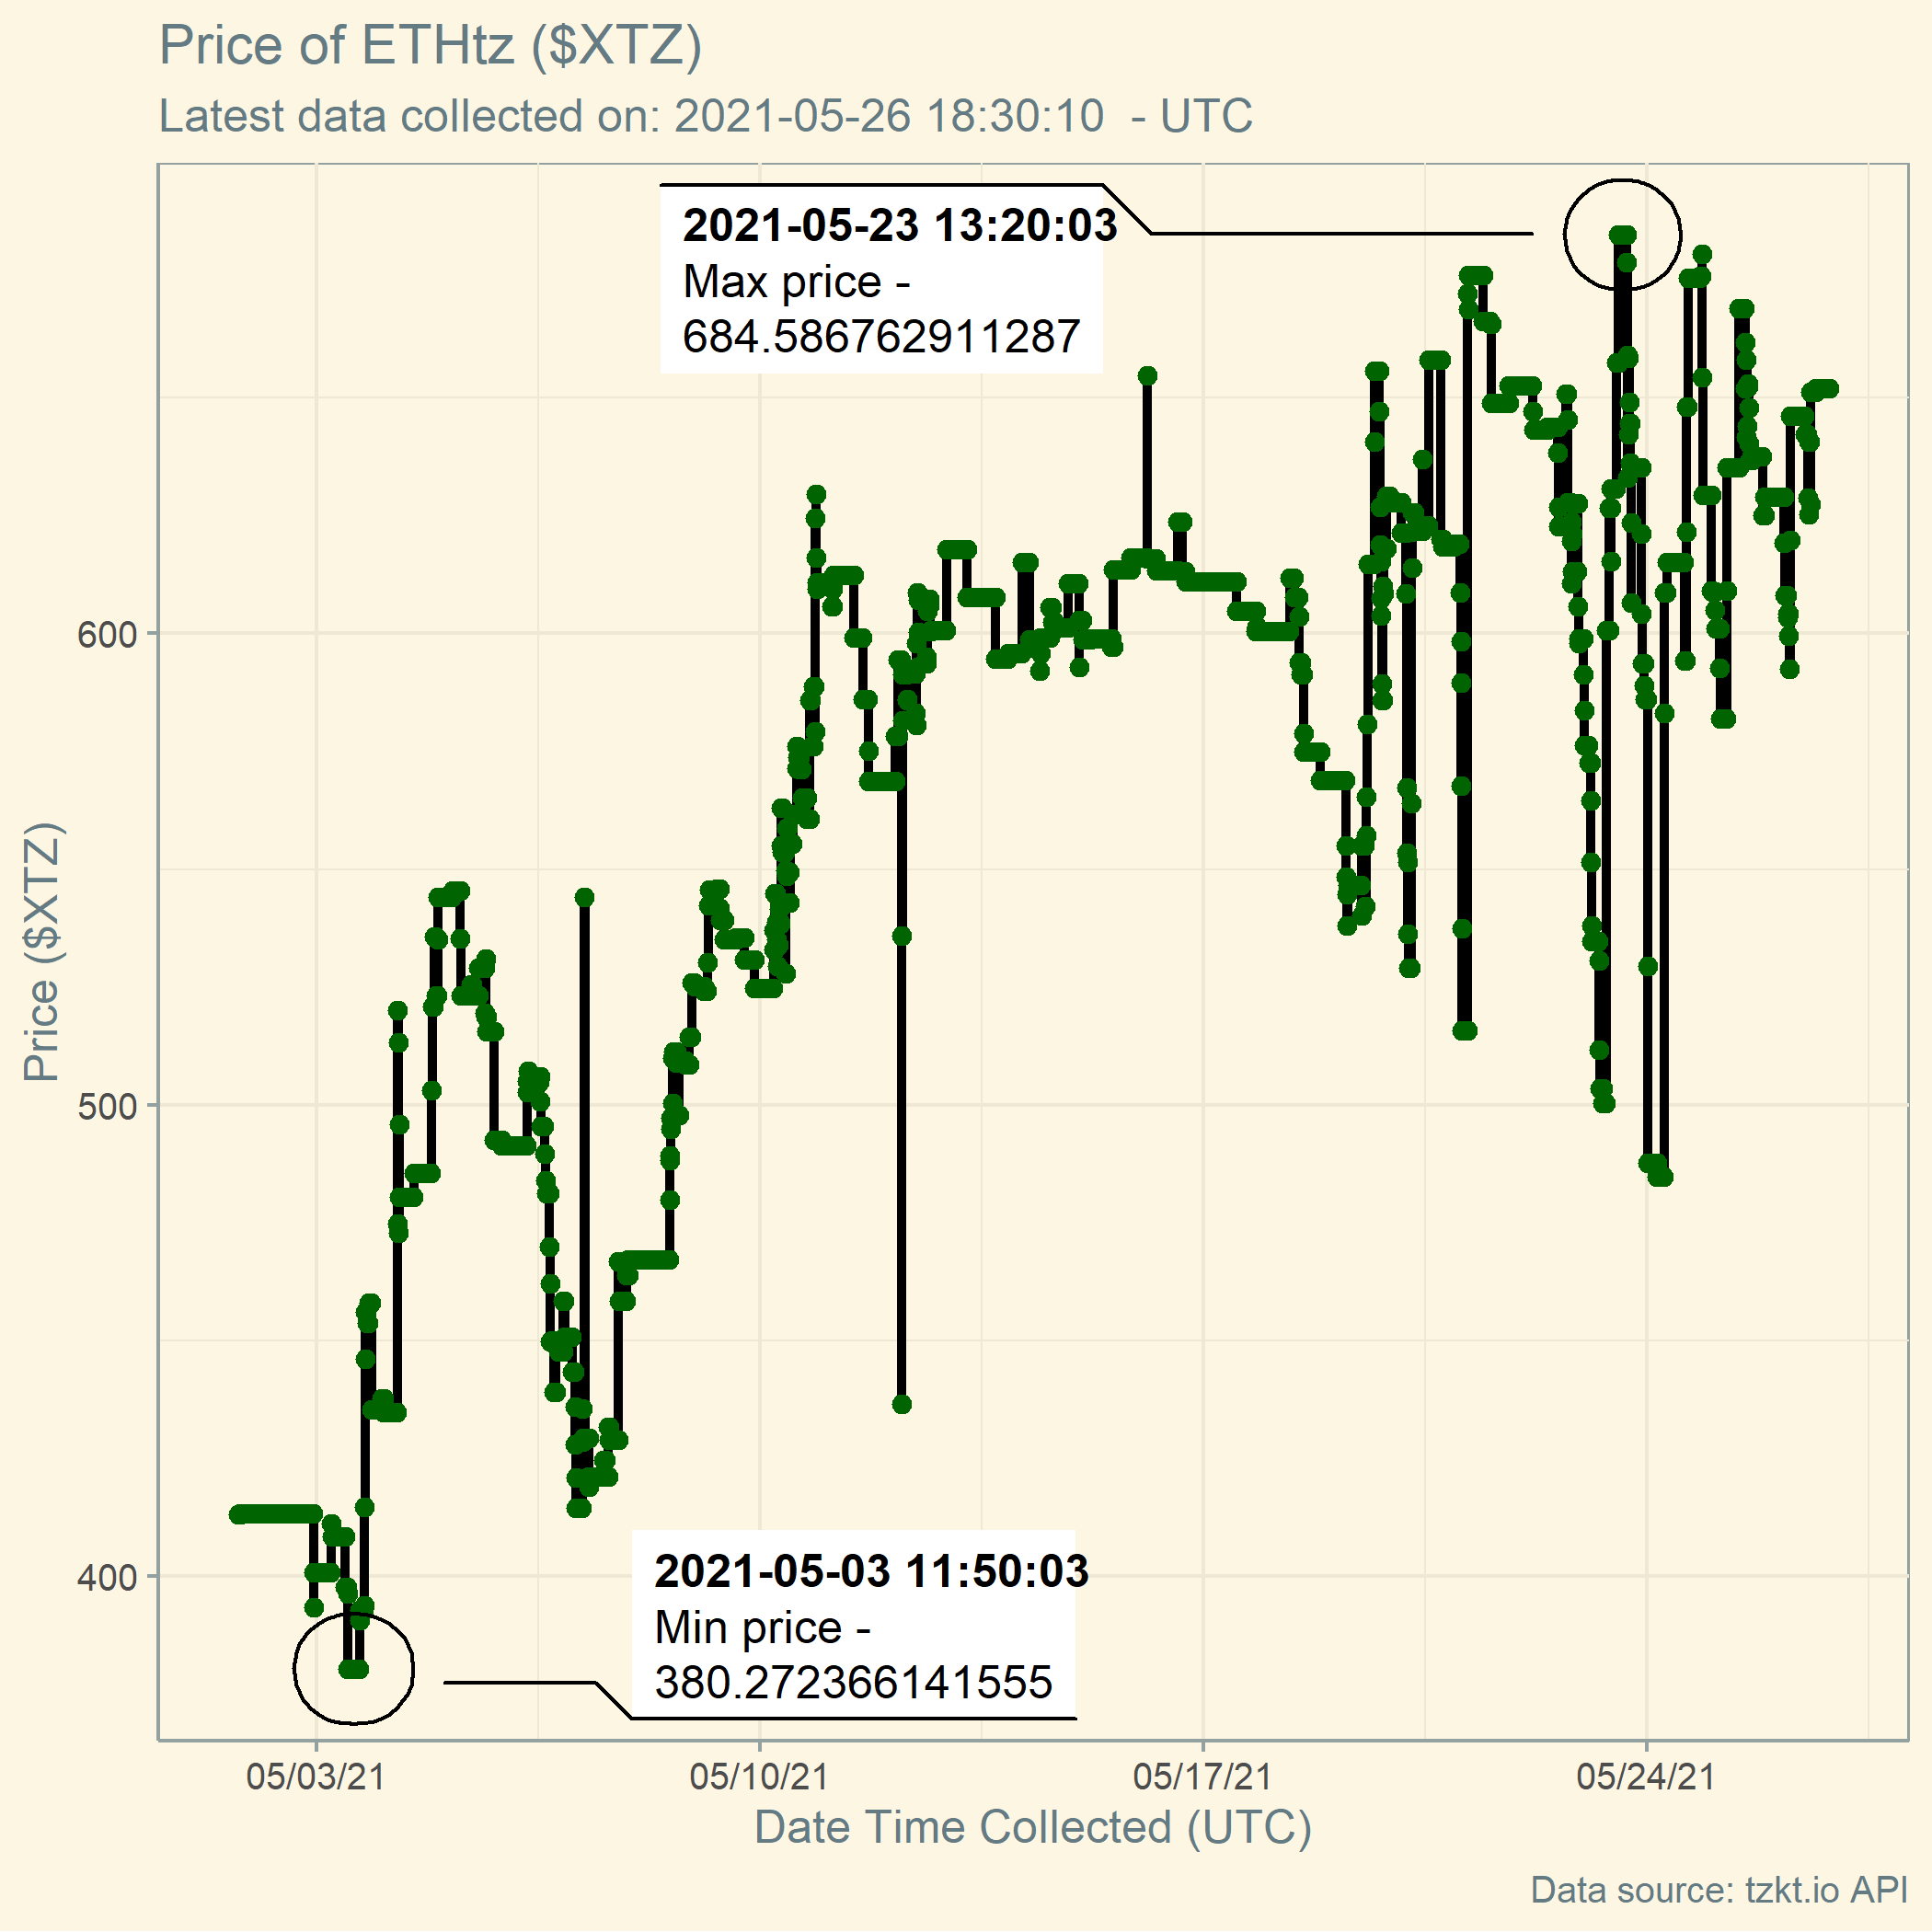 Price of ETHtz ($XTZ)
Latest data collected on: 2021-05-26 18:30:10  - UTC
2021-05-23 13:20:03
Max price -
684.586762911287
600
500
400
Price ($XTZ)
2021-05-03 11:50:03
Min price -
380.272366141555
05/03/21
05/10/21
05/17/21
05/24/21
Date Time Collected (UTC)
Data source: tzkt.io API